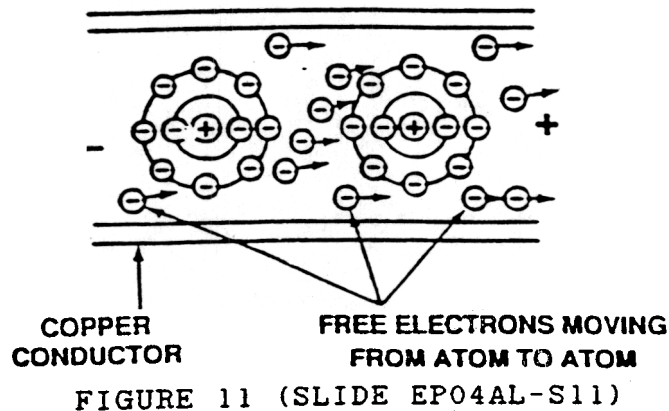 COPPER
CONDUCTOR
FREE ELECTRONS MOVING
FROM ATOM TO ATOM
FIGURE 11 (SLIDE EP04AL-S11)